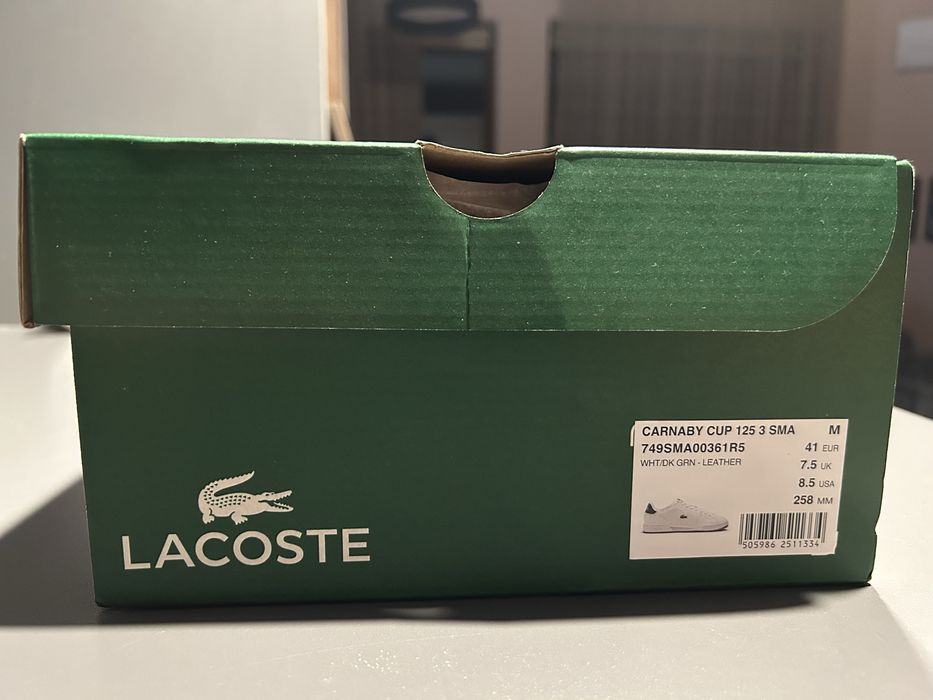 CARNABY CUP 125 3 SMA M
749SMA00361R5 41 EUR
WHT/DK GRN - LEATHER 7.5 UK
8.5 USA
258 MM
505986 2511334
LACOSTE